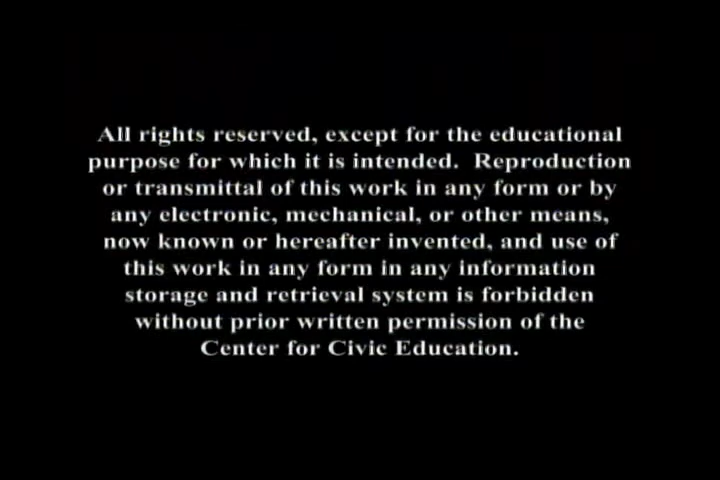 All rights reserved, except for the educational
purpose for which it is intended.  Reproduction
or transmittal of this work in any form or by
any electronic, mechanical, or other means,
now known or hereafter invented, and use of
this work in any form in any information
storage and retrieval system is forbidden
without prior written permission of the
Center for Civic Education.